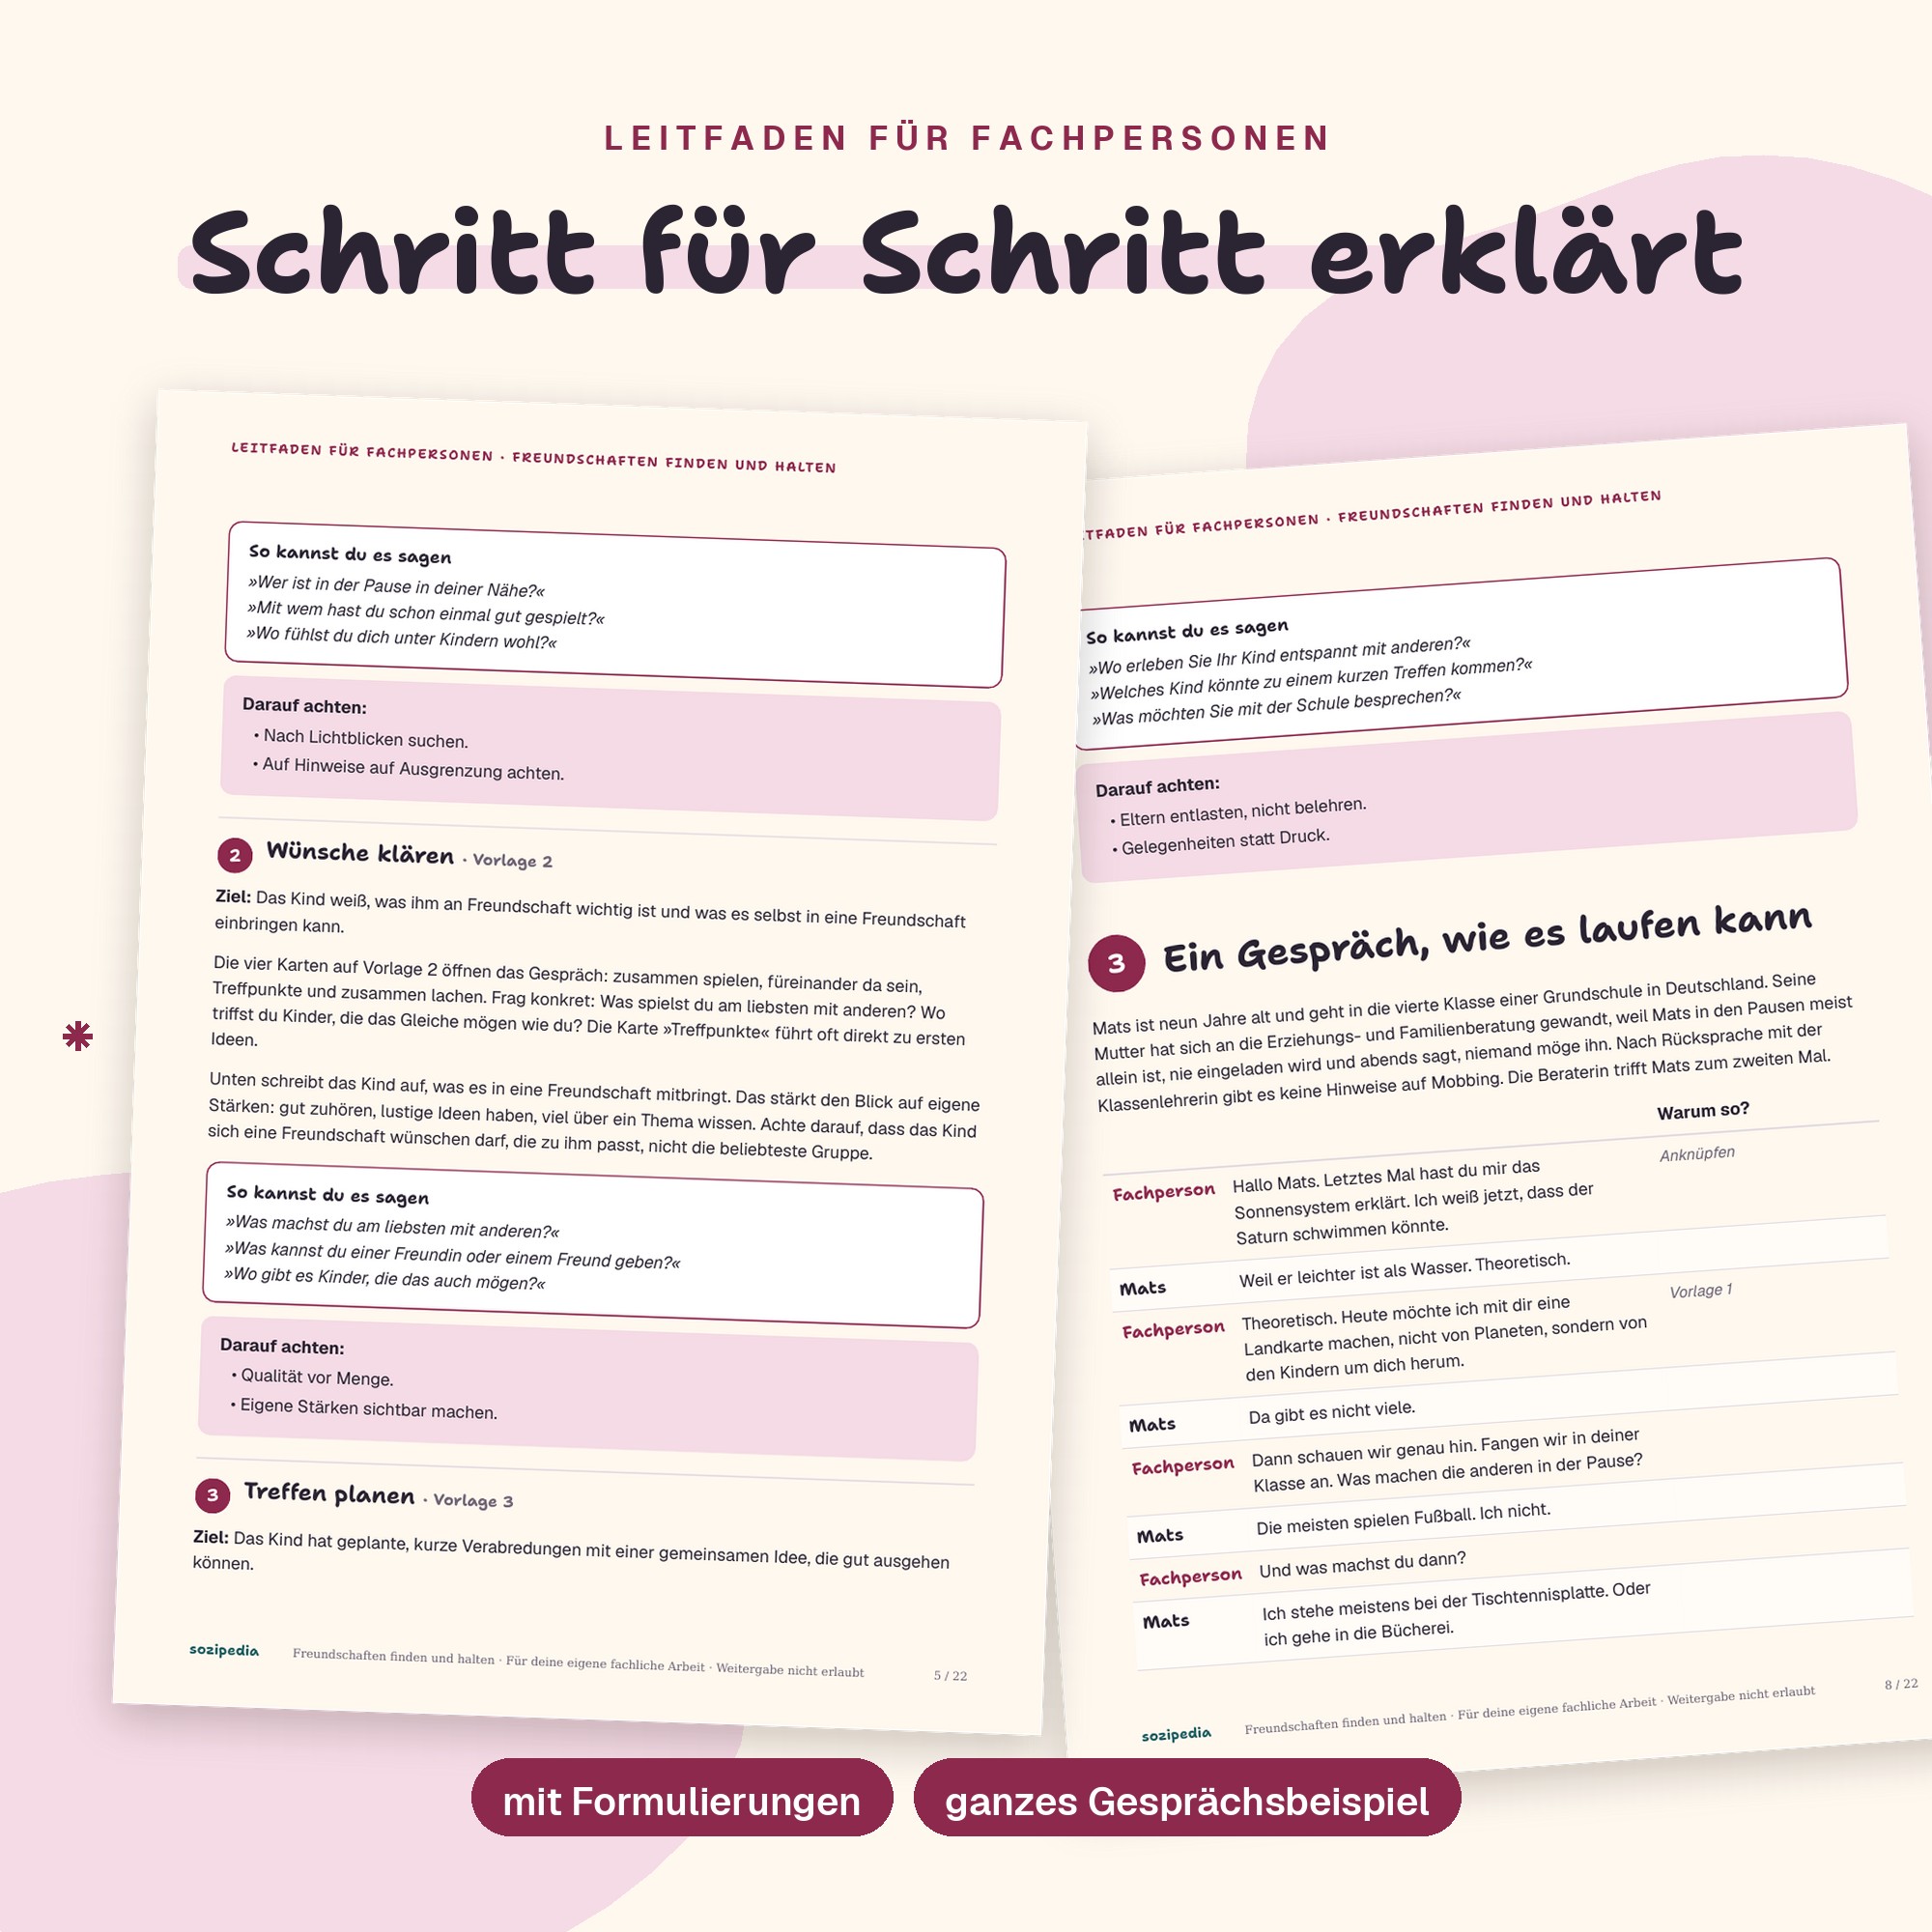 LEITFADEN FÜR FACHPERSONEN
Schritt für Schritt erklärt
LEITFADEN FÜR FACHPERSONEN · FREUNDSCHAFTEN FINDEN UND HALTEN
So kannst du es sagen
»Wer ist in der Pause in deiner Nähe?«
»Mit wem hast du schon einmal gut gespielt?«
»Wo fühlst du dich unter Kindern wohl?«
Darauf achten:
• Nach Lichtblicken suchen.
• Auf Hinweise auf Ausgrenzung achten.
2 Wünsche klären · Vorlage 2
Ziel: Das Kind weiß, was ihm an Freundschaft wichtig ist und was es selbst in eine Freundschaft
einbringen kann.
Die vier Karten auf Vorlage 2 öffnen das Gespräch: zusammen spielen, füreinander da sein,
Treffpunkte und zusammen lachen. Frag konkret: Was spielst du am liebsten mit anderen? Wo
triffst du Kinder, die das Gleiche mögen wie du? Die Karte »Treffpunkte« führt oft direkt zu ersten
Ideen.
Unten schreibt das Kind auf, was es in eine Freundschaft mitbringt. Das stärkt den Blick auf eigene
Stärken: gut zuhören, lustige Ideen haben, viel über ein Thema wissen. Achte darauf, dass das Kind
sich eine Freundschaft wünschen darf, die zu ihm passt, nicht die beliebteste Gruppe.
So kannst du es sagen
»Was machst du am liebsten mit anderen?«
»Was kannst du einer Freundin oder einem Freund geben?«
»Wo gibt es Kinder, die das auch mögen?«
Darauf achten:
• Qualität vor Menge.
• Eigene Stärken sichtbar machen.
3 Treffen planen · Vorlage 3
Ziel: Das Kind hat geplante, kurze Verabredungen mit einer gemeinsamen Idee, die gut ausgehen
können.
sozipedia Freundschaften finden und halten · Für deine eigene fachliche Arbeit · Weitergabe nicht erlaubt 5 / 22
TFADEN FÜR FACHPERSONEN · FREUNDSCHAFTEN FINDEN UND HALTEN
So kannst du es sagen
»Wo erleben Sie Ihr Kind entspannt mit anderen?«
»Welches Kind könnte zu einem kurzen Treffen kommen?«
»Was möchten Sie mit der Schule besprechen?«
Darauf achten:
• Eltern entlasten, nicht belehren.
• Gelegenheiten statt Druck.
3 Ein Gespräch, wie es laufen kann
Mats ist neun Jahre alt und geht in die vierte Klasse einer Grundschule in Deutschland. Seine
Mutter hat sich an die Erziehungs- und Familienberatung gewandt, weil Mats in den Pausen meist
allein ist, nie eingeladen wird und abends sagt, niemand möge ihn. Nach Rücksprache mit der
Klassenlehrerin gibt es keine Hinweise auf Mobbing. Die Beraterin trifft Mats zum zweiten Mal.
Warum so?
Fachperson Hallo Mats. Letztes Mal hast du mir das Anknüpfen
Sonnensystem erklärt. Ich weiß jetzt, dass der
Saturn schwimmen könnte.
Mats Weil er leichter ist als Wasser. Theoretisch.
Fachperson Theoretisch. Heute möchte ich mit dir eine Vorlage 1
Landkarte machen, nicht von Planeten, sondern von
den Kindern um dich herum.
Mats Da gibt es nicht viele.
Fachperson Dann schauen wir genau hin. Fangen wir in deiner
Klasse an. Was machen die anderen in der Pause?
Mats Die meisten spielen Fußball. Ich nicht.
Fachperson Und was machst du dann?
Mats Ich stehe meistens bei der Tischtennisplatte. Oder
ich gehe in die Bücherei.
sozipedia Freundschaften finden und halten · Für deine eigene fachliche Arbeit · Weitergabe nicht erlaubt 8 / 22
mit Formulierungen
ganzes Gesprächsbeispiel